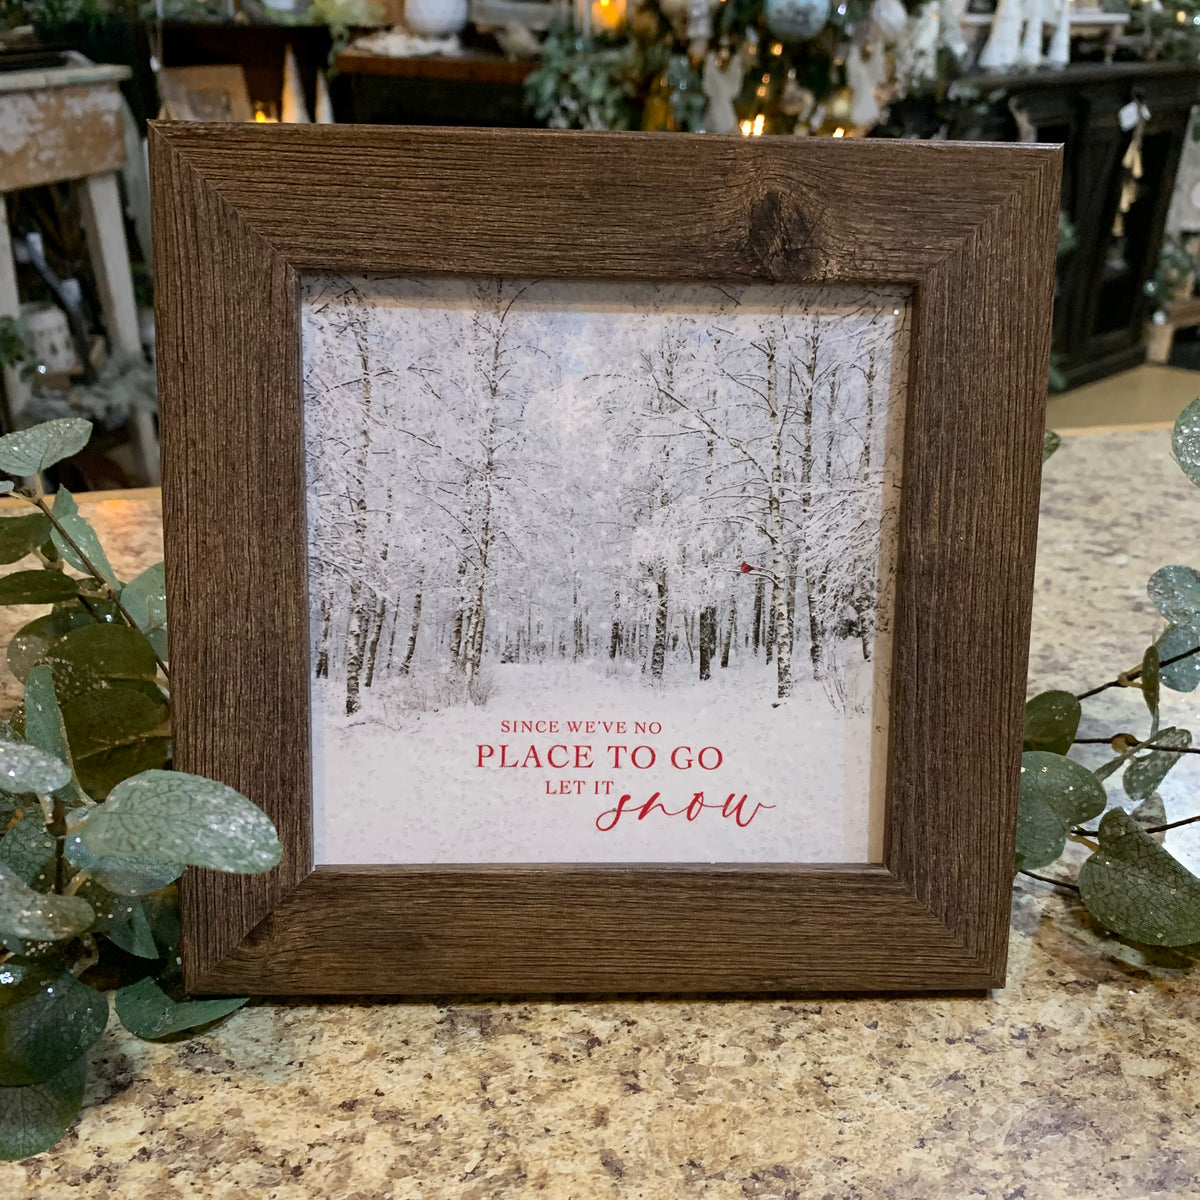 SINCE WE'VE NO
PLACE TO GO
LET IT
snow